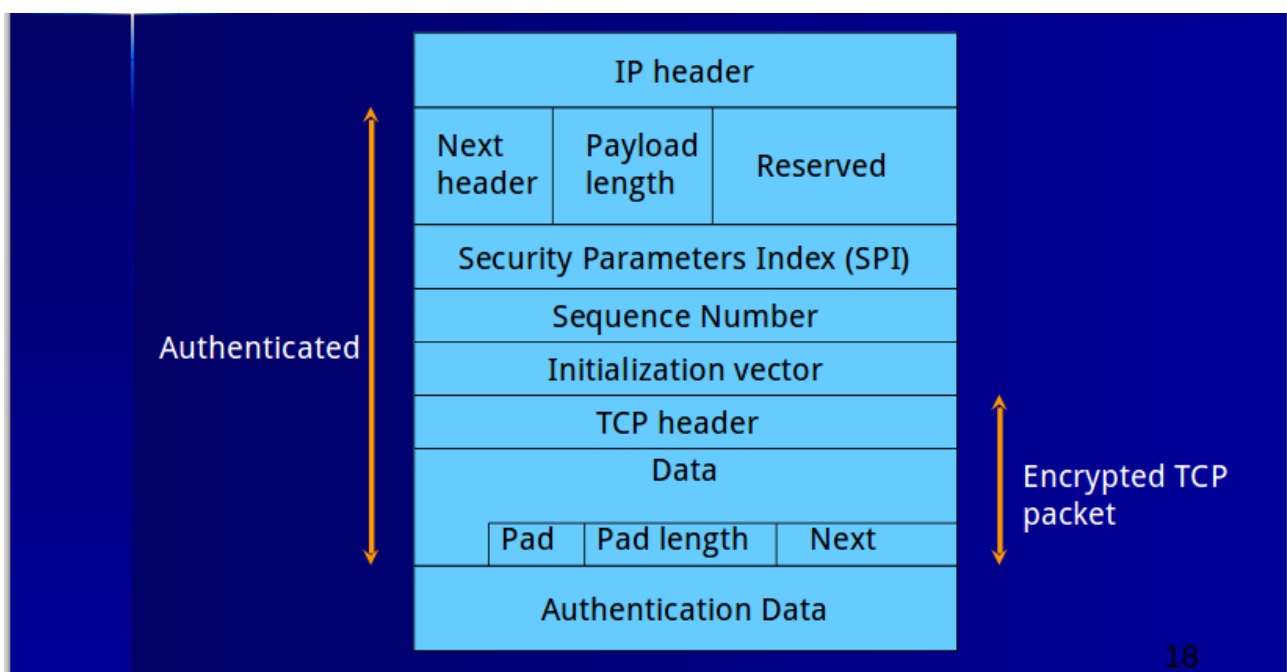 IP header
Next header
Payload length
Reserved
Security Parameters Index (SPI)
Sequence Number
Authenticated
Initialization vector
TCP header
Data
Encrypted TCP packet
Pad
Pad length
Next
Authentication Data
18